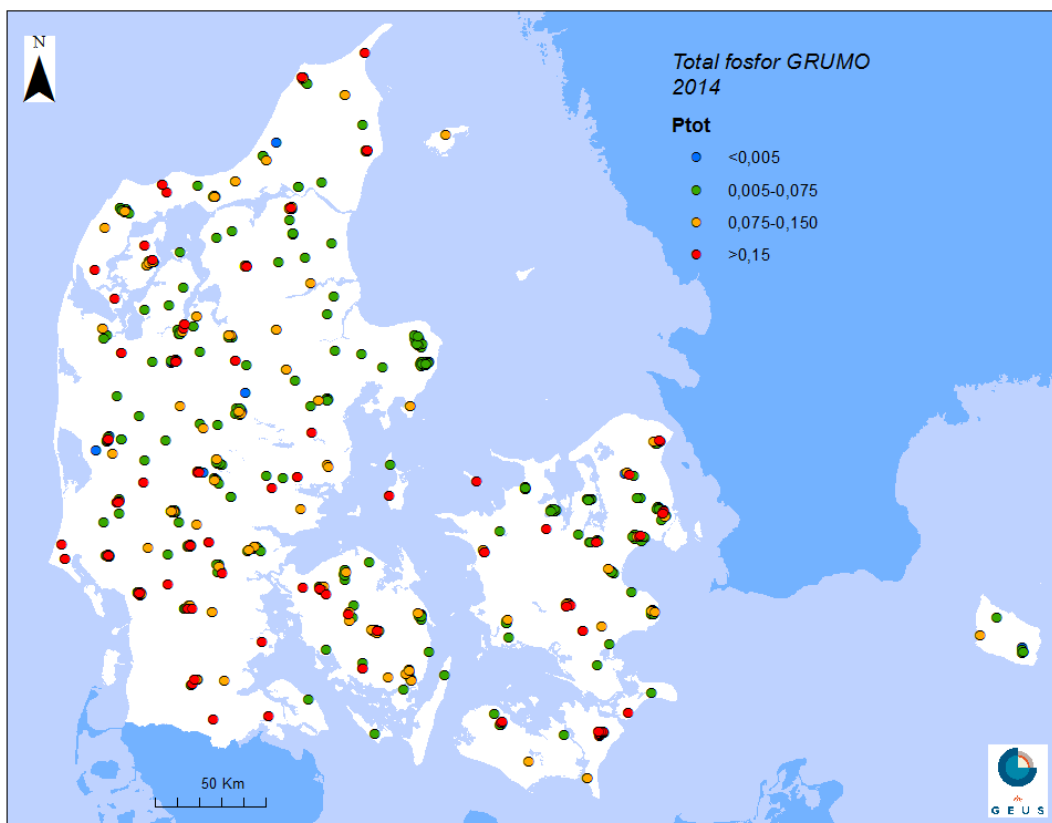 N
Total fosfor GRUMO
2014
Ptot
<0,005
0,005-0,075
0,075-0,150
>0,15
50 Km
G E U S